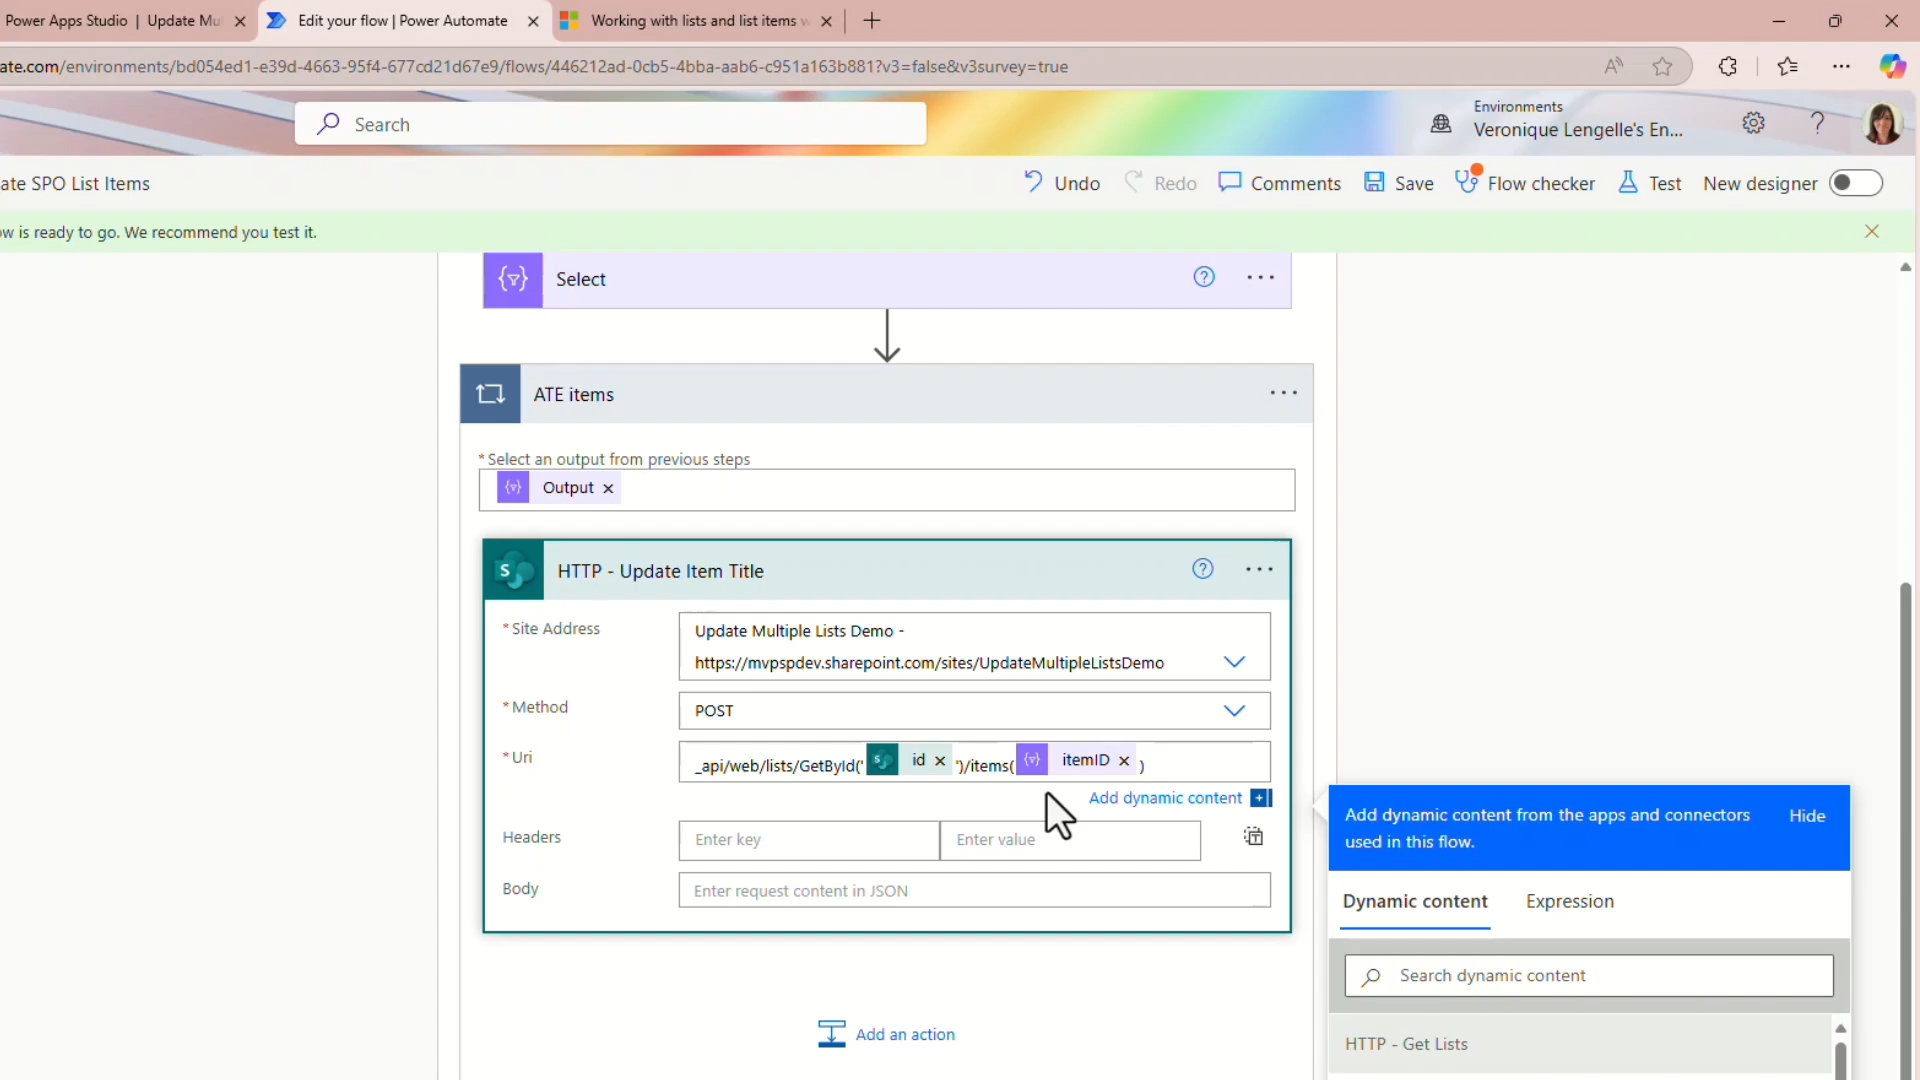 Power Apps Studio | Update Mu
Edit your flow | Power Automate
Working with lists and list items w
ate.com/environments/bd054ed1-e39d-4663-95f4-677cd21d67e9/flows/446212ad-0cb5-4bba-aab6-c951a163b881?v3=false&v3survey=true
Search
Environments
Veronique Lengelle's En...
ate SPO List Items
Undo
Redo
Comments
Save
Flow checker
Test
New designer
ow is ready to go. We recommend you test it.
Select
ATE items
* Select an output from previous steps
Output
HTTP - Update Item Title
* Site Address
Update Multiple Lists Demo -
https://mvpspdev.sharepoint.com/sites/UpdateMultipleListsDemo
* Method
POST
* Uri
_api/web/lists/GetById(' id ')/items( itemID )
Add dynamic content
Headers
Enter key
Enter value
Body
Enter request content in JSON
Add an action
Add dynamic content from the apps and connectors
used in this flow.
Hide
Dynamic content
Expression
Search dynamic content
HTTP - Get Lists